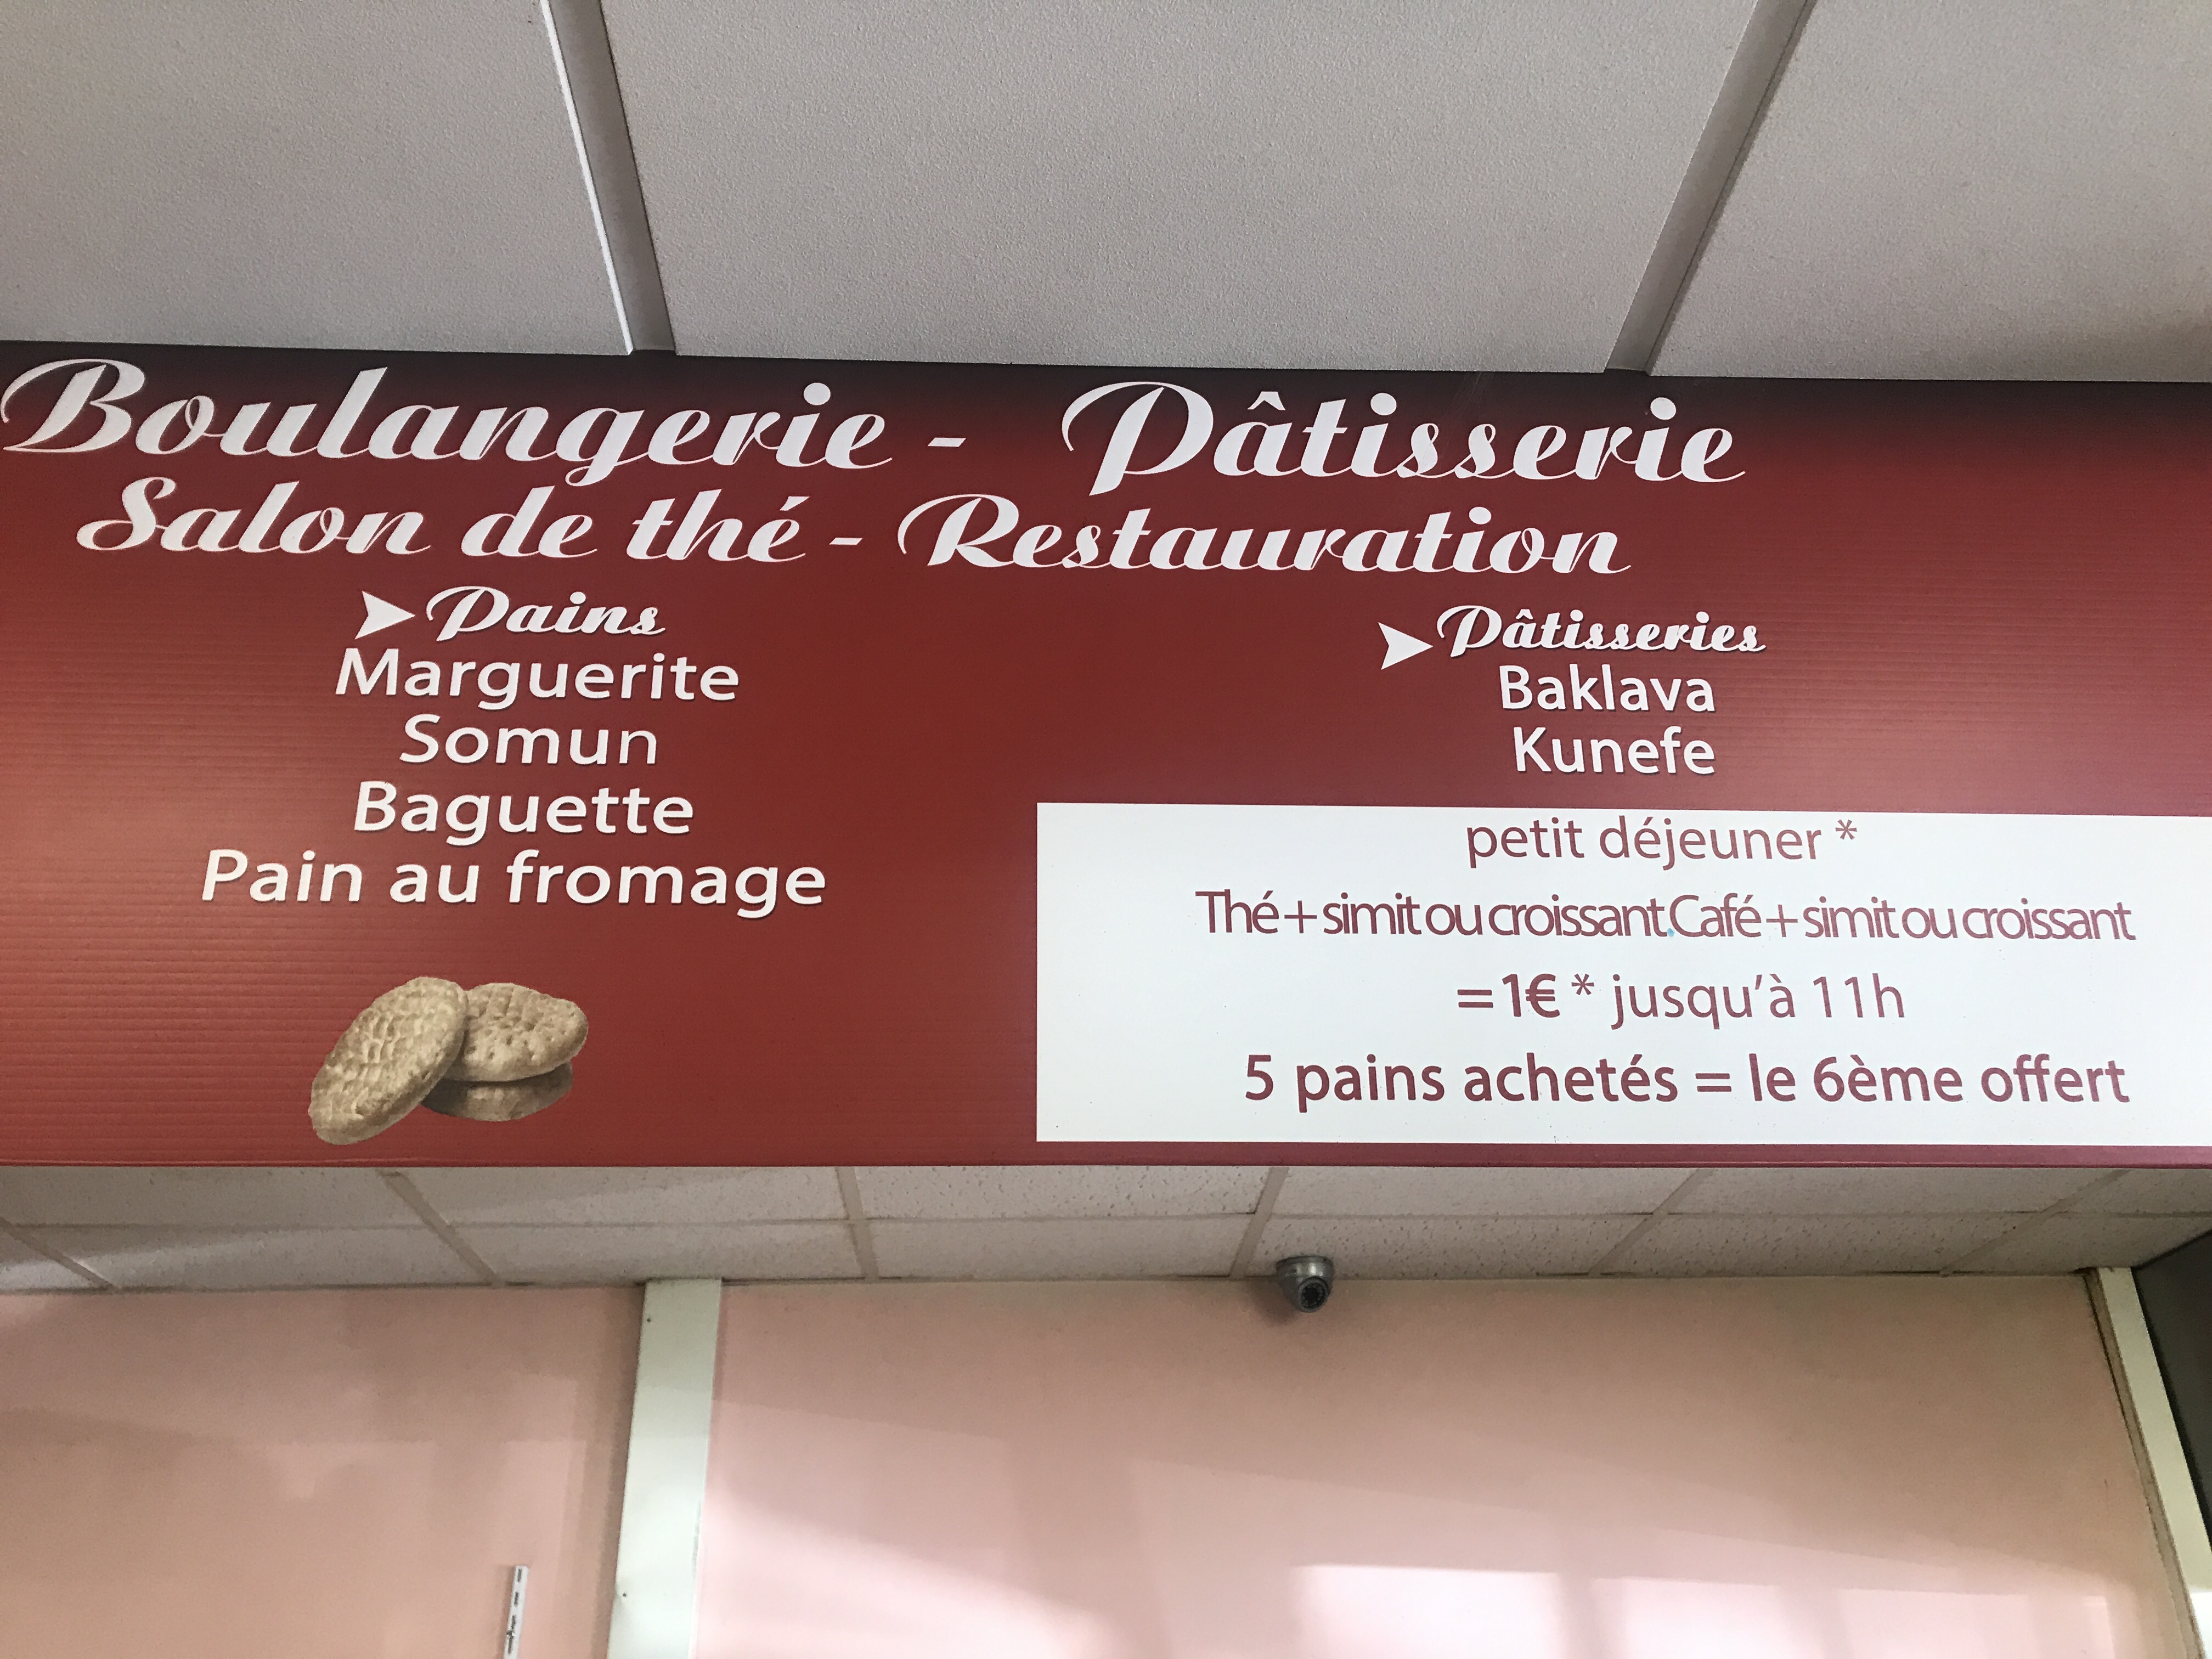 Boulangerie - Pâtisserie
Salon de thé - Restauration
Pains
Marguerite
Somun
Baguette
Pain au fromage
Pâtisseries
Baklava
Kunefe
petit déjeuner *
Thé + simit ou croissant.Café + simit ou croissant
= 1€ * jusqu'à 11h
5 pains achetés = le 6ème offert